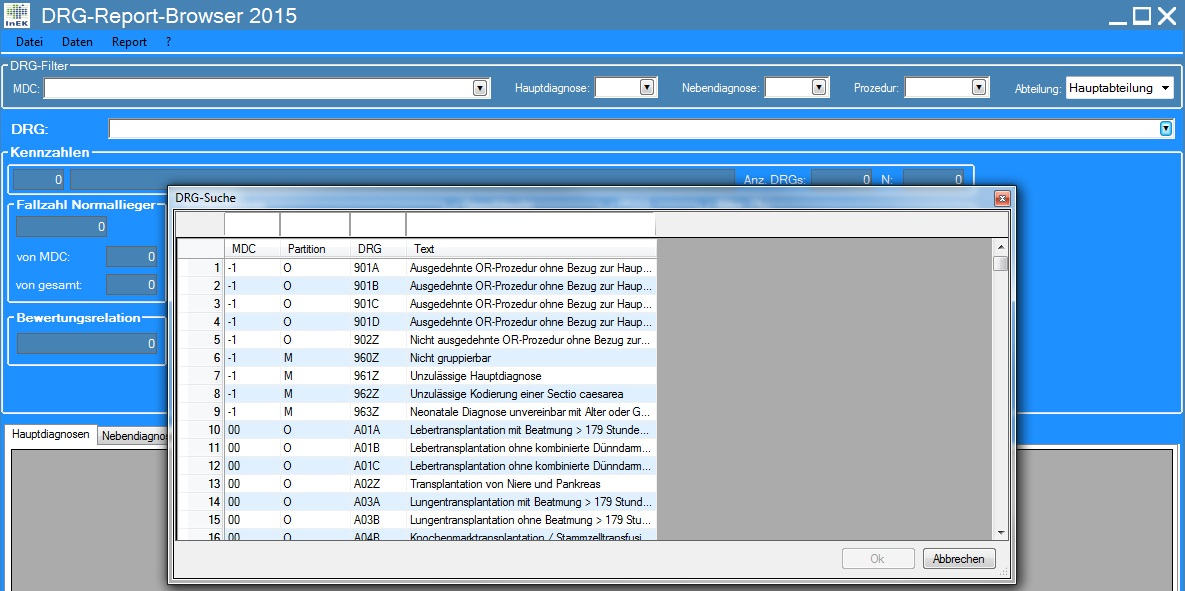 InEK DRG-Report-Browser 2015
Datei Daten Report ?
DRG-Filter
MDC: Hauptdiagnose: Nebendiagnose: Prozedur: Abteilung: Hauptabteilung
DRG:
Kennzahlen
0 Anz. DRGs: 0 N: 0
DRG-Suche
Fallzahl Normallieger
0
von MDC: 0
von gesamt: 0
Bewertungsrelation
0
Hauptdiagnosen Nebendiagnos
MDC Partition DRG Text
1 -1 O 901A Ausgedehnte OR-Prozedur ohne Bezug zur Haup...
2 -1 O 901B Ausgedehnte OR-Prozedur ohne Bezug zur Haup...
3 -1 O 901C Ausgedehnte OR-Prozedur ohne Bezug zur Haup...
4 -1 O 901D Ausgedehnte OR-Prozedur ohne Bezug zur Haup...
5 -1 O 902Z Nicht ausgedehnte OR-Prozedur ohne Bezug zur...
6 -1 M 960Z Nicht gruppierbar
7 -1 M 961Z Unzulässige Hauptdiagnose
8 -1 M 962Z Unzulässige Kodierung einer Sectio caesarea
9 -1 M 963Z Neonatale Diagnose unvereinbar mit Alter oder G...
10 00 O A01A Lebertransplantation mit Beatmung > 179 Stunde...
11 00 O A01B Lebertransplantation ohne kombinierte Dünndarm...
12 00 O A01C Lebertransplantation ohne kombinierte Dünndarm...
13 00 O A02Z Transplantation von Niere und Pankreas
14 00 O A03A Lungentransplantation mit Beatmung > 179 Stund...
15 00 O A03B Lungentransplantation ohne Beatmung > 179 Stu...
16 00 O A04B Knochenmarktransplantation / Stammzelltransfusi...
Ok Abbrechen